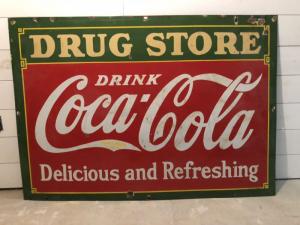 DRUG STORE
DRINK
Coca-Cola
Delicious and Refreshing